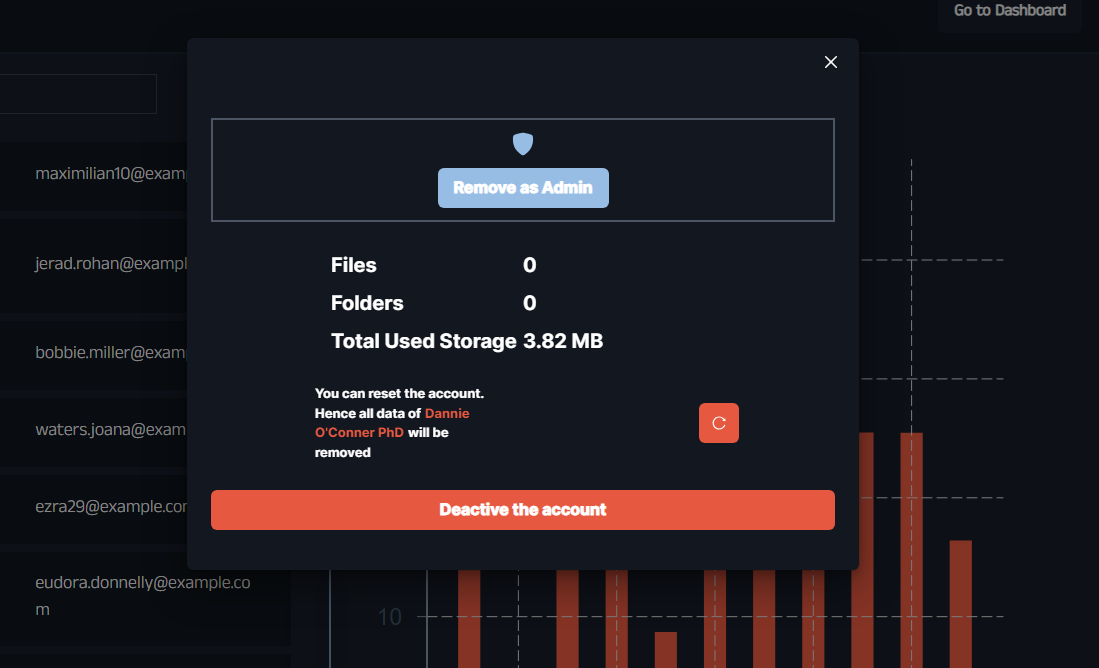 Go to Dashboard
maximilian10@examp
Remove as Admin
jerad.rohan@exampl
Files 0
Folders 0
bobbie.miller@examp
Total Used Storage 3.82 MB
You can reset the account.
Hence all data of Dannie
O'Conner PhD will be
removed
waters.joana@exam
ezra29@example.cor
Deactive the account
eudora.donnelly@example.co
m
10